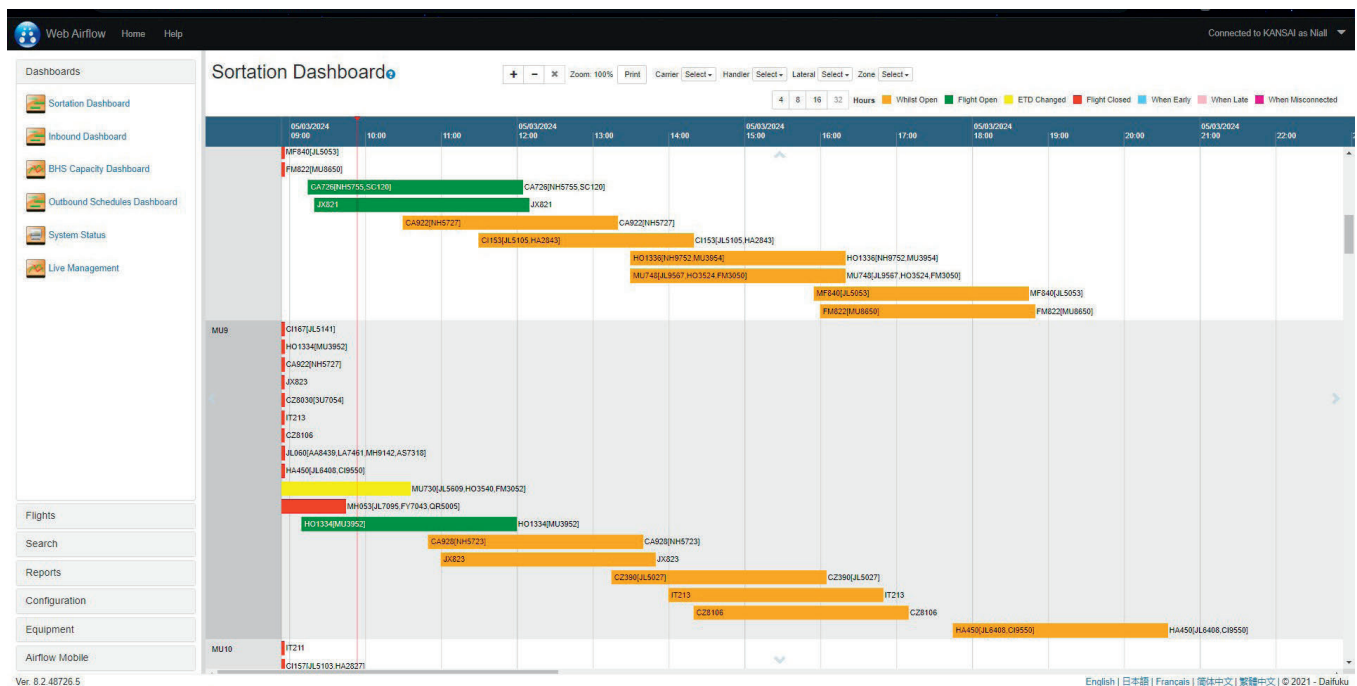 Web Airflow Home Help Connected to KANSAI as Niall
Dashboards
Sortation Dashboard
Inbound Dashboard
BHS Capacity Dashboard
Outbound Schedules Dashboard
System Status
Live Management
Flights
Search
Reports
Configuration
Equipment
Airflow Mobile
Sortation Dashboard
+ - × Zoom: 100% Print Carrier Select Handler Select Lateral Select Zone Select
4 8 16 32 Hours Whilst Open Flight Open ETD Changed Flight Closed When Early When Late When Misconnected
05/03/2024 05/03/2024 05/03/2024 05/03/2024 05/03/2024
09:00 10:00 11:00 12:00 13:00 14:00 15:00 16:00 17:00 18:00 19:00 20:00 21:00 22:00
MF840[JL5053]
FM822[MU8650]
CA726[NH5755,SC120] CA726[NH5755,SC120]
JX821 JX821
CA922[NH5727] CA922[NH5727]
CI153[JL5105,HA2843] CI153[JL5105,HA2843]
HO1336[NH9752,MU3954] HO1336[NH9752,MU3954]
MU748[JL9567,HO3524,FM3050] MU748[JL9567,HO3524,FM3050]
MF840[JL5053] MF840[JL5053]
FM822[MU8650] FM822[MU8650]
MU9 CI167[JL5141]
HO1334[MU3952]
CA922[NH5727]
JX823
CZ8030[3U7054]
IT213
CZ8106
JL060[AA8439,LA7461,MH9142,AS7318]
HA450[JL6408,CI9550]
MU730[JL5609,HO3540,FM3052]
MH053[JL7095,FY7043,QR5005]
HO1334[MU3952] HO1334[MU3952]
CA928[NH5723] CA928[NH5723]
JX823 JX823
CZ390[JL5027] CZ390[JL5027]
IT213 IT213
CZ8106 CZ8106
HA450[JL6408,CI9550] HA450[JL6408,CI9550]
MU10 IT211
CI157[JL5103,HA2827]
Ver. 8.2.48726.5 English | 日本語 | Français | 简体中文 | 繁體中文 | © 2021 - Daifuku